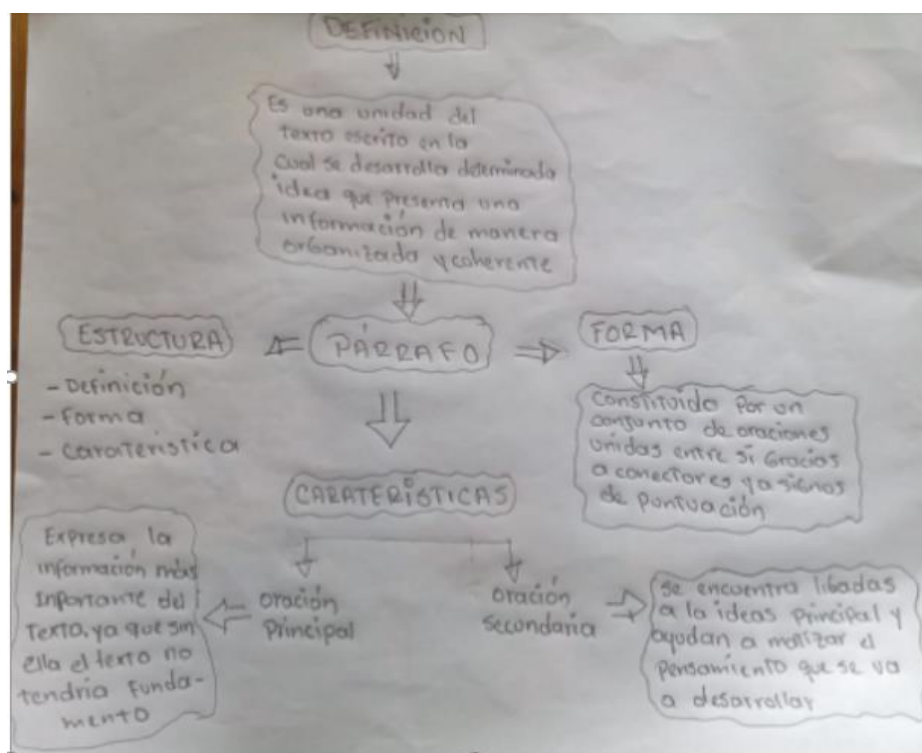 DEFINICIÓN
Es una unidad del
texto escrito en la
cual se desarrolla determinada
idea que presenta una
información de manera
organizada y coherente
ESTRUCTURA
PÁRRAFO
FORMA
- Definición
- Forma
- Caraterística
Constituido por un
conjunto de oraciones
unidas entre sí Gracias
a conectores y a signos
de puntuación
CARATERÍSTICAS
Expresa la
información más
importante del
texto, ya que sin
ella el texto no
tendría funda-
mento
oración
Principal
oración
secundaria
se encuentra ligadas
a la ideas principal y
ayudan a matizar el
pensamiento que se va
a desarrollar